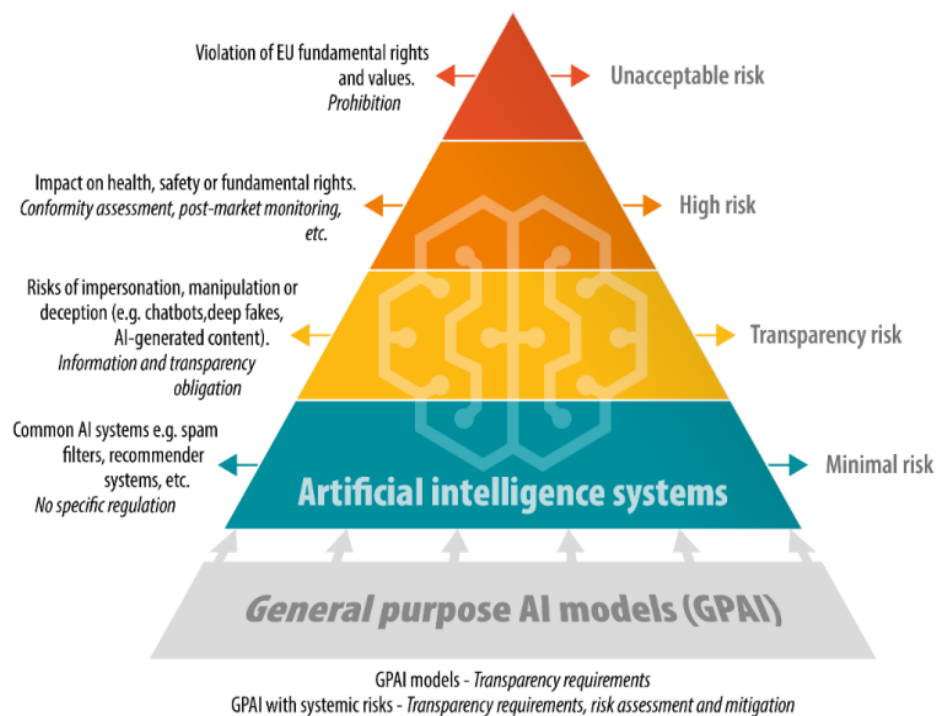 Violation of EU fundamental rights
and values.
Prohibition
Unacceptable risk
Impact on health, safety or fundamental rights.
Conformity assessment, post-market monitoring,
etc.
High risk
Risks of impersonation, manipulation or
deception (e.g. chatbots,deep fakes,
AI-generated content).
Information and transparency
obligation
Transparency risk
Common AI systems e.g. spam
filters, recommender
systems, etc.
No specific regulation
Minimal risk
Artificial intelligence systems
General purpose AI models (GPAI)
GPAI models - Transparency requirements
GPAI with systemic risks - Transparency requirements, risk assessment and mitigation